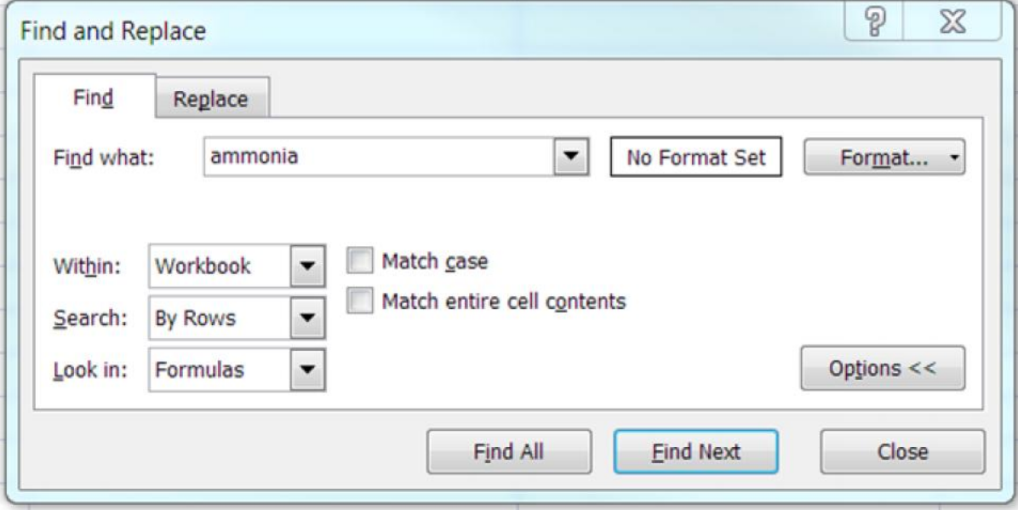 Find and Replace
Find Replace
Find what: ammonia No Format Set Format...
Within: Workbook Match case
Match entire cell contents
Search: By Rows
Look in: Formulas
Options <<
Find All Find Next Close